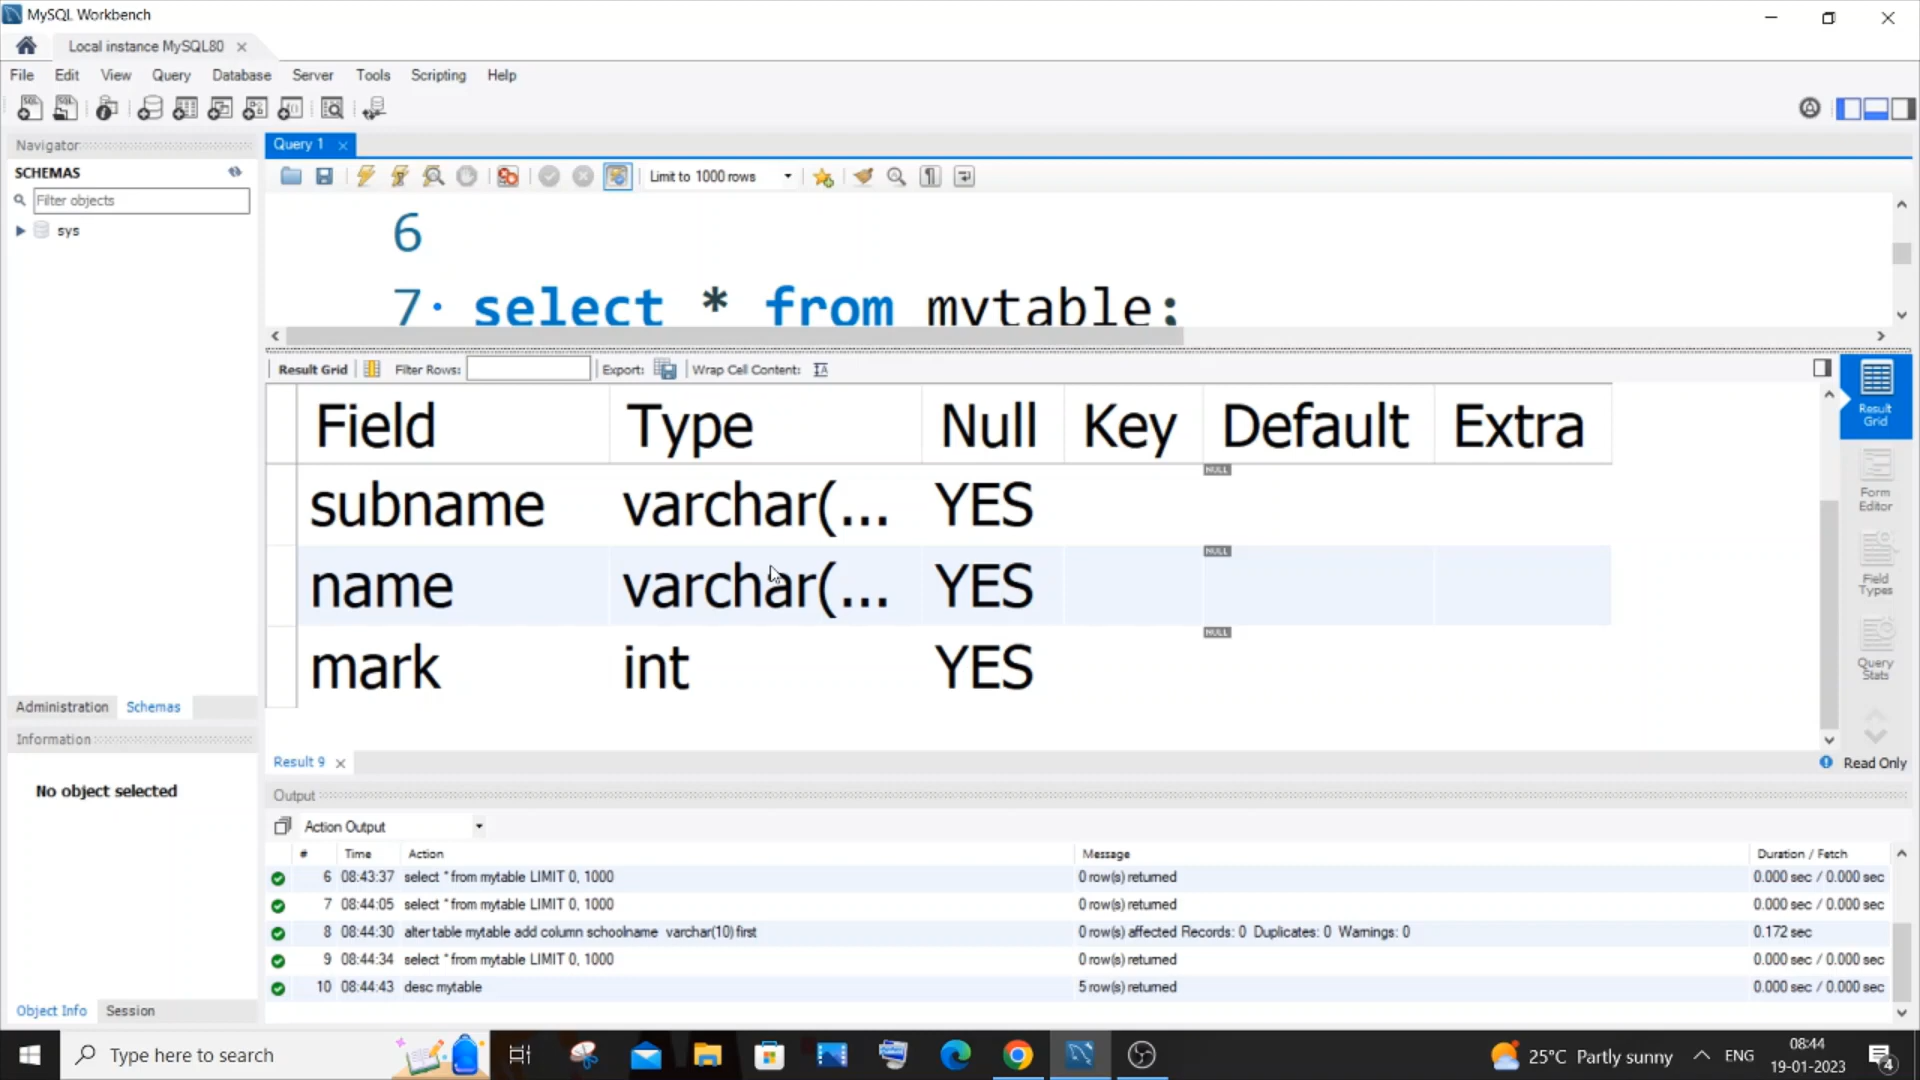 MySQL Workbench
Local instance MySQL80
File Edit View Query Database Server Tools Scripting Help
Navigator
Query 1
SCHEMAS
Limit to 1000 rows
Filter objects
sys
6
7 select * from mytable;
Result Grid Filter Rows: Export: Wrap Cell Content:
Result Grid
Form Editor
Field Types
Query Stats
Field Type Null Key Default Extra
subname varchar(... YES NULL
name varchar(... YES NULL
mark int YES NULL
Administration Schemas
Information
No object selected
Result 9
Read Only
Output
Action Output
# Time Action Message Duration / Fetch
6 08:43:37 select * from mytable LIMIT 0, 1000 0 row(s) returned 0.000 sec / 0.000 sec
7 08:44:05 select * from mytable LIMIT 0, 1000 0 row(s) returned 0.000 sec / 0.000 sec
8 08:44:30 alter table mytable add column schoolname varchar(10) first 0 row(s) affected Records: 0 Duplicates: 0 Warnings: 0 0.172 sec
9 08:44:34 select * from mytable LIMIT 0, 1000 0 row(s) returned 0.000 sec / 0.000 sec
10 08:44:43 desc mytable 5 row(s) returned 0.000 sec / 0.000 sec
Object Info Session
Type here to search
25°C Partly sunny
ENG
08:44
19-01-2023
4